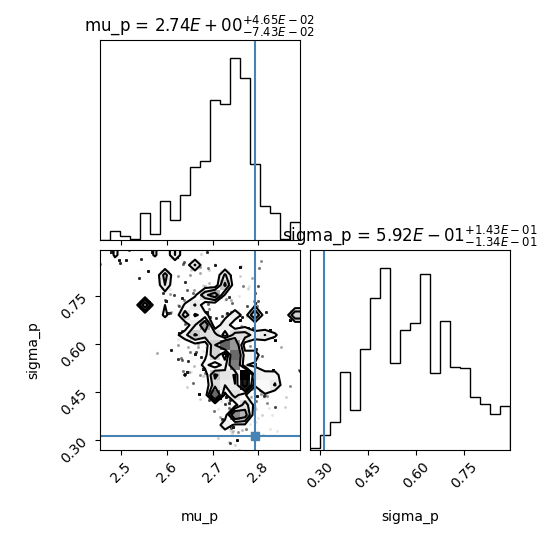 mu_p = 2.74E + 00 +4.65E − 02 −7.43E − 02
sigma_p = 5.92E − 01 +1.43E − 01 −1.34E − 01
0.75
0.60
0.45
0.30
sigma_p
2.5 2.6 2.7 2.8
0.30 0.45 0.60 0.75
mu_p
sigma_p